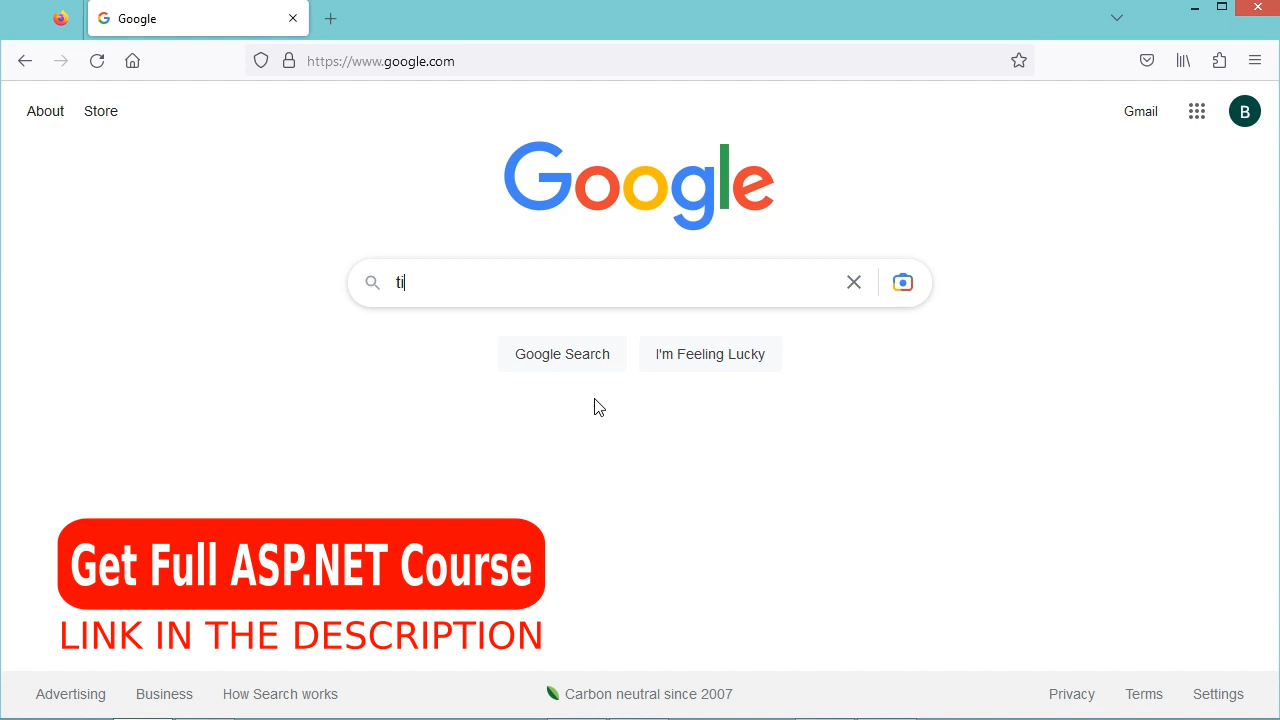 Google
https://www.google.com
About Store Gmail B
Google
ti
Google Search I'm Feeling Lucky
Get Full ASP.NET Course
LINK IN THE DESCRIPTION
Advertising Business How Search works Carbon neutral since 2007 Privacy Terms Settings